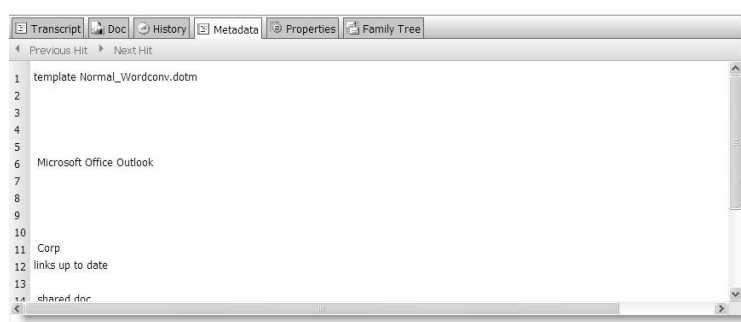 Transcript Doc History Metadata Properties Family Tree
Previous Hit Next Hit
1 template Normal_Wordconv.dotm
2
3
4
5
6 Microsoft Office Outlook
7
8
9
10
11 Corp
12 links up to date
13
14 shared doc